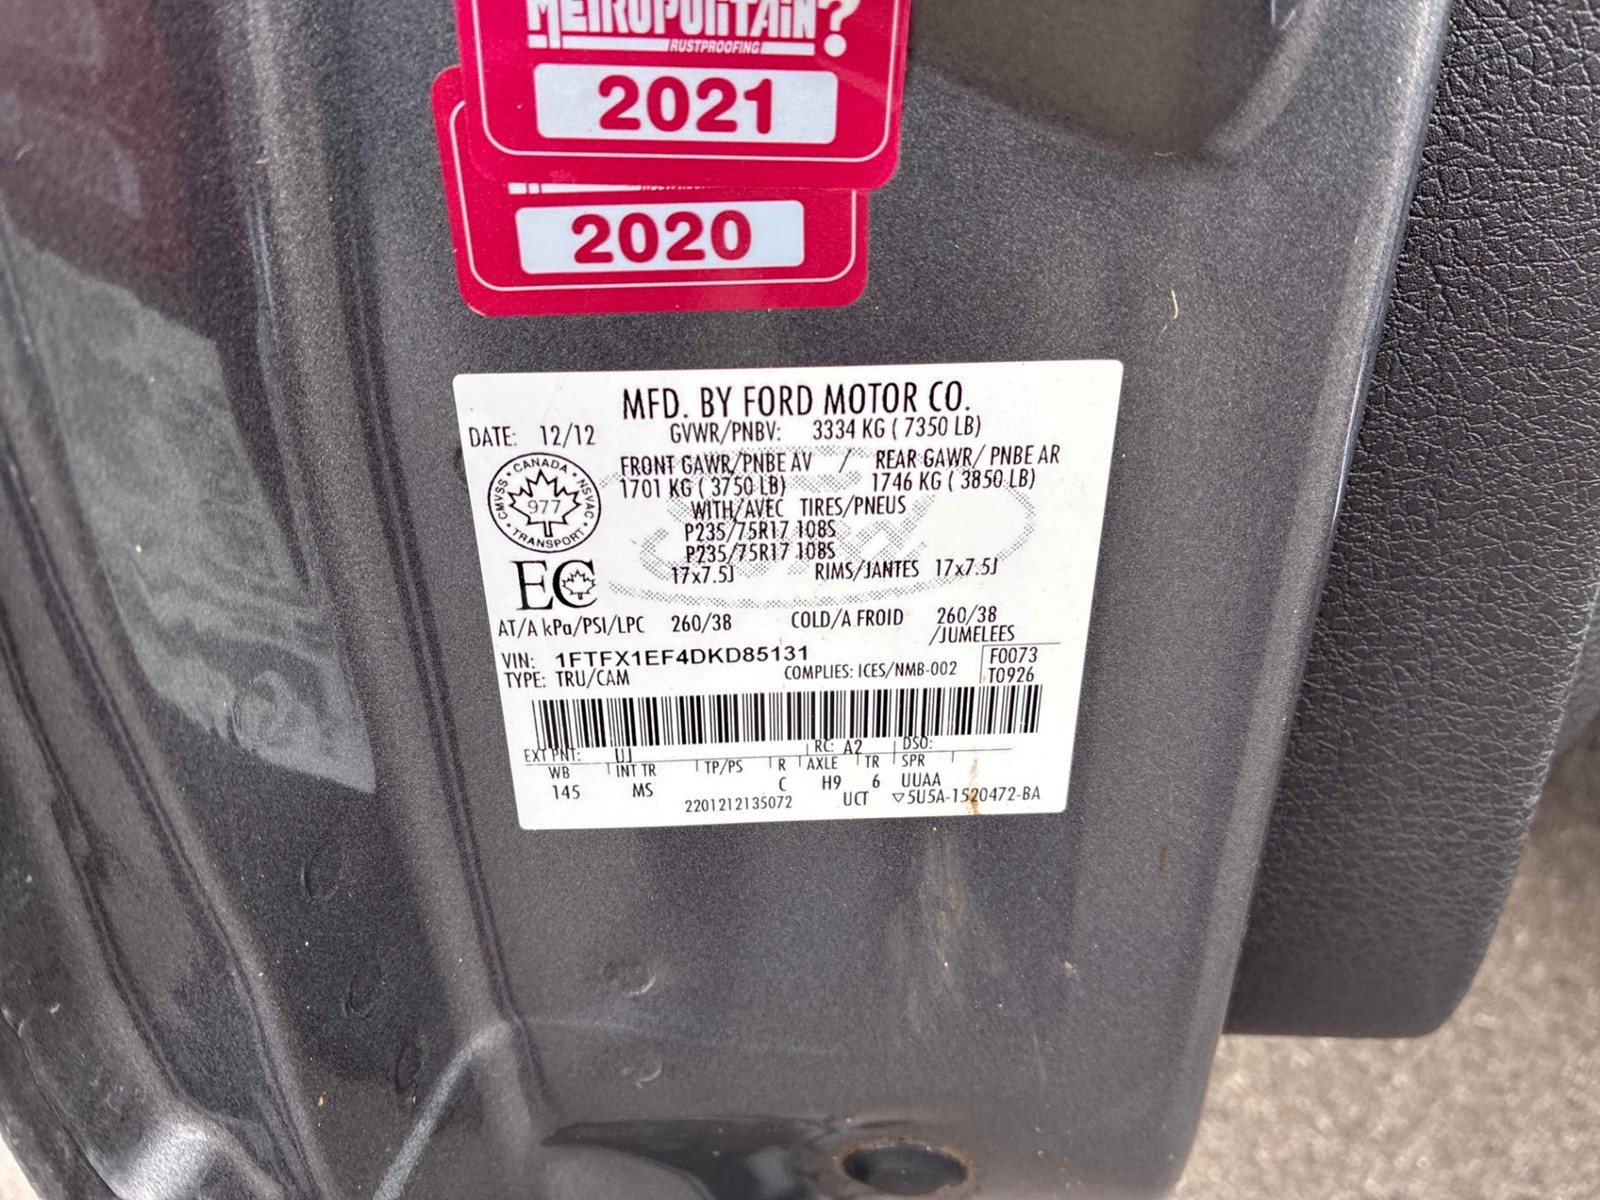 METROPOLITAIN?
RUSTPROOFING
2021
2020
MFD. BY FORD MOTOR CO.
DATE: 12/12 GVWR/PNBV: 3334 KG ( 7350 LB)
FRONT GAWR/PNBE AV / REAR GAWR/ PNBE AR
1701 KG ( 3750 LB) 1746 KG ( 3850 LB)
WITH/AVEC TIRES/PNEUS
P235/75R17 108S
P235/75R17 108S
17x7.5J RIMS/JANTES 17x7.5J
CANADA
CMVSS • NSVAC
977
TRANSPORT
EC
AT/A kPa/PSI/LPC 260/38 COLD/A FROID 260/38
/JUMELEES
VIN: 1FTFX1EF4DKD85131 F0073
TYPE: TRU/CAM COMPLIES: ICES/NMB-002 T0926
EXT PNT: UJ RC: A2 DSO:
WB INT TR TP/PS R AXLE TR SPR
145 MS C H9 6 UUAA
2201212135072 UCT ▽5U5A-1520472-BA